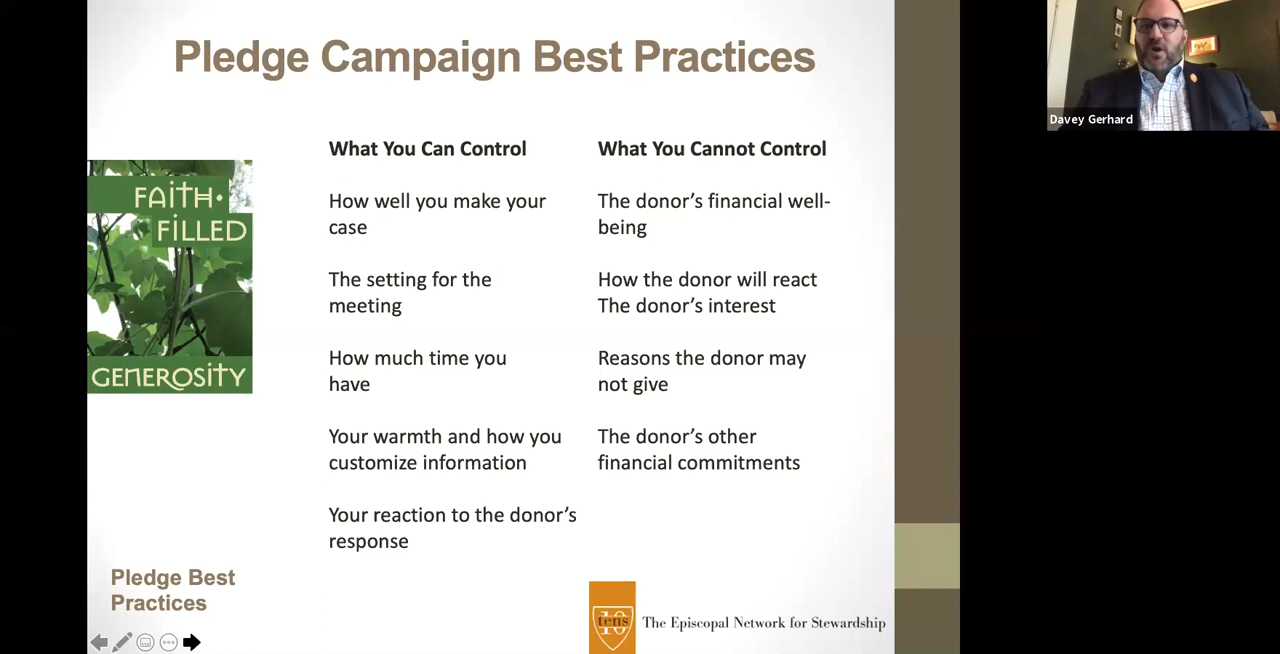 Pledge Campaign Best Practices
Davey Gerhard
FAITH·
FILLED
GENEROSITY
What You Can Control
How well you make your
case
The setting for the
meeting
How much time you
have
Your warmth and how you
customize information
Your reaction to the donor’s
response
What You Cannot Control
The donor’s financial well-
being
How the donor will react
The donor’s interest
Reasons the donor may
not give
The donor’s other
financial commitments
Pledge Best
Practices
10
tens
The Episcopal Network for Stewardship